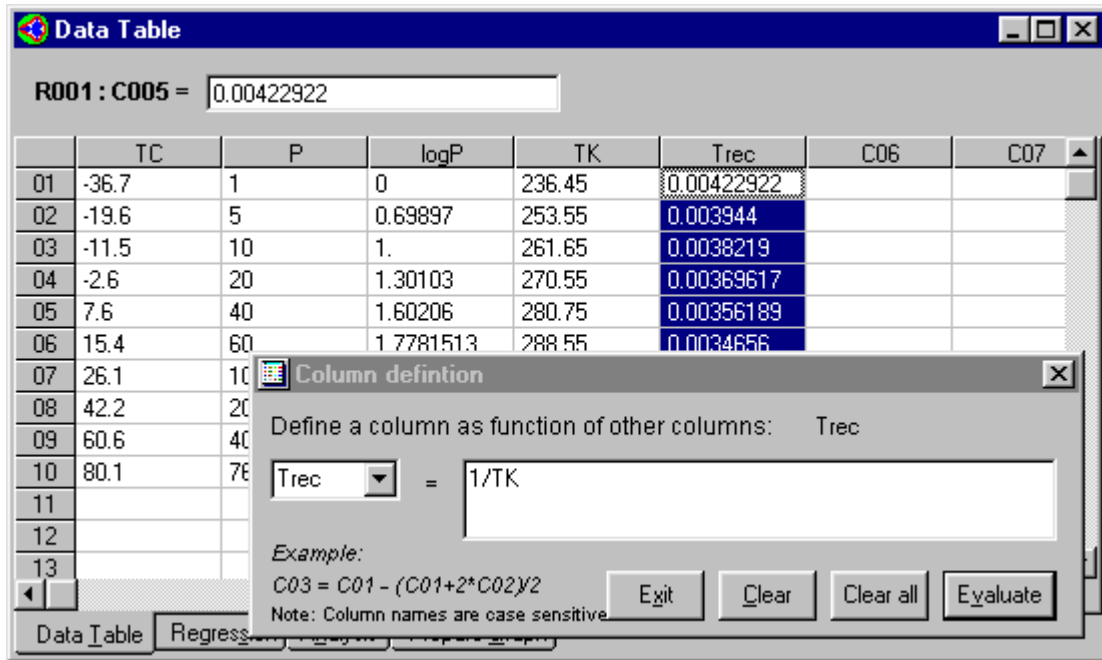 Data Table
R001 : C005 = 0.00422922
TC P logP TK Trec C06 C07
01 -36.7 1 0 236.45 0.00422922
02 -19.6 5 0.69897 253.55 0.003944
03 -11.5 10 1. 261.65 0.0038219
04 -2.6 20 1.30103 270.55 0.00369617
05 7.6 40 1.60206 280.75 0.00356189
06 15.4 60 1.7781513 288.55 0.0034656
07 26.1
08 42.2
09 60.6
10 80.1
11
12
13
Column defintion
Define a column as function of other columns: Trec
Trec = 1/TK
Example:
C03 = C01 - (C01+2*C02)/2
Note: Column names are case sensitive
Exit Clear Clear all Evaluate
Data Table Regression